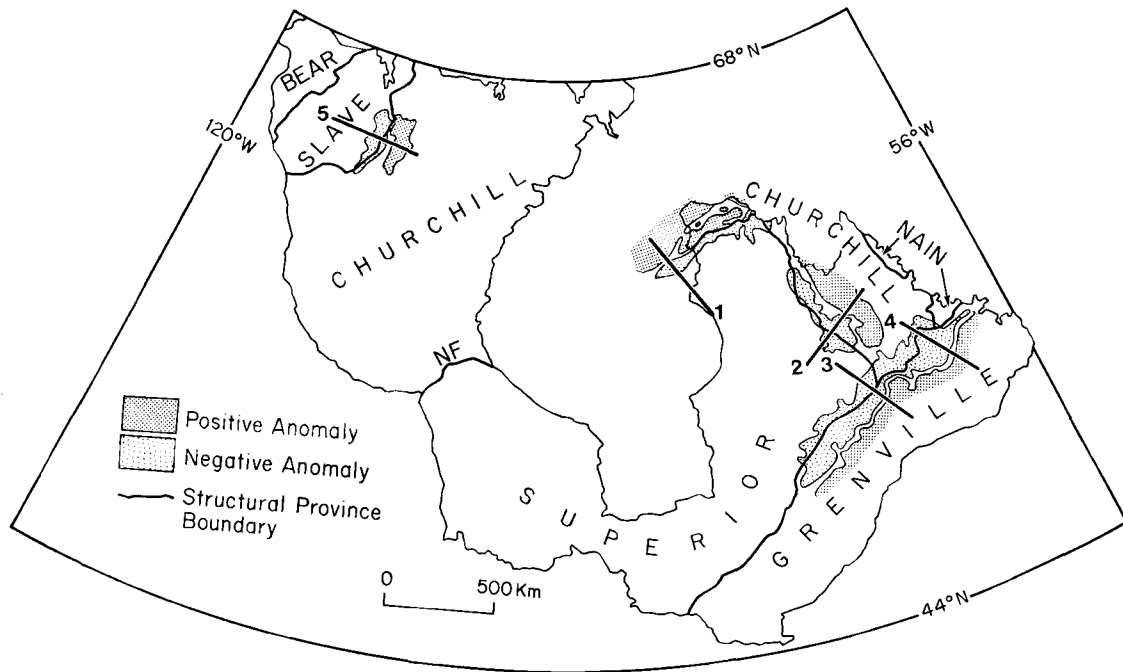 68°N
BEAR
120°W
SLAVE
5
56°W
CHURCHILL
CHURCHILL
NAIN
1
2
3
4
NF
Positive Anomaly
Negative Anomaly
Structural Province
Boundary
SUPERIOR
GRENVILLE
0
500 Km
44°N